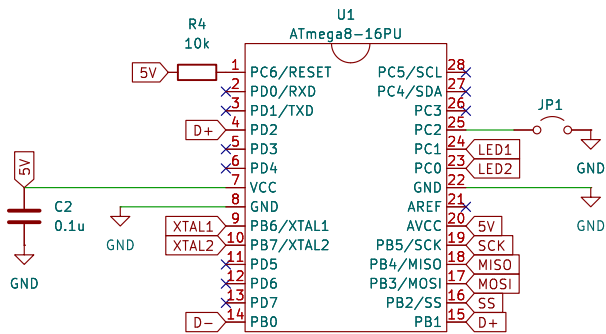 U1
ATmega8-16PU
R4
10k
5V
1 PC6/RESET
2 PD0/RXD
3 PD1/TXD
D+ 4 PD2
5 PD3
6 PD4
7 VCC
8 GND
XTAL1 9 PB6/XTAL1
XTAL2 10 PB7/XTAL2
11 PD5
12 PD6
13 PD7
D- 14 PB0
PC5/SCL 28
PC4/SDA 27
PC3 26
PC2 25
PC1 24 LED1
PC0 23 LED2
GND 22
AREF 21
AVCC 20 5V
PB5/SCK 19 SCK
PB4/MISO 18 MISO
PB3/MOSI 17 MOSI
PB2/SS 16 SS
PB1 15 D+
JP1
GND
GND
5V
C2
0.1u
GND
GND